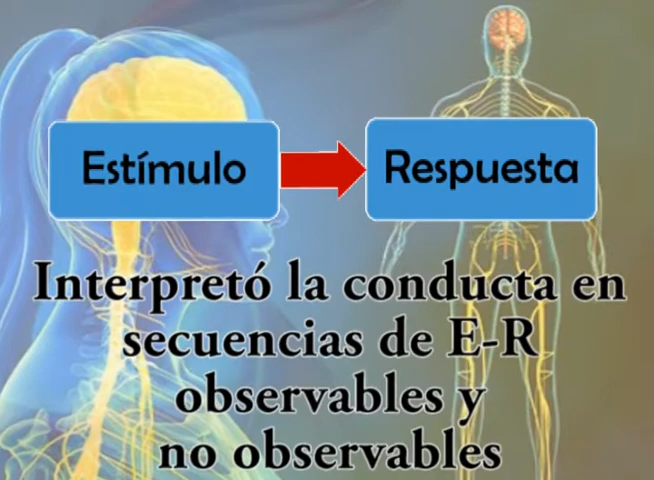 Estímulo
Respuesta
Interpretó la conducta en
secuencias de E-R
observables y
no observables